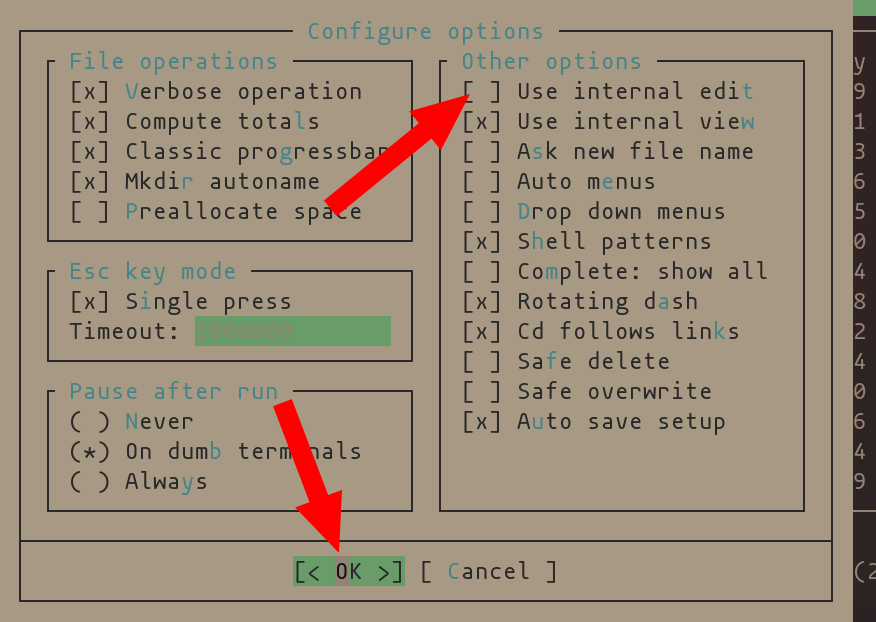 Configure options
File operations
[x] Verbose operation
[x] Compute totals
[x] Classic progressbar
[x] Mkdir autoname
[ ] Preallocate space
Esc key mode
[x] Single press
Timeout: 1000000
Pause after run
( ) Never
(*) On dumb terminals
( ) Always
Other options
[ ] Use internal edit
[x] Use internal view
[ ] Ask new file name
[ ] Auto menus
[ ] Drop down menus
[x] Shell patterns
[ ] Complete: show all
[x] Rotating dash
[x] Cd follows links
[ ] Safe delete
[ ] Safe overwrite
[x] Auto save setup
[< OK >] [ Cancel ]
y
9
1
3
6
5
0
4
8
2
4
0
6
4
9
(2